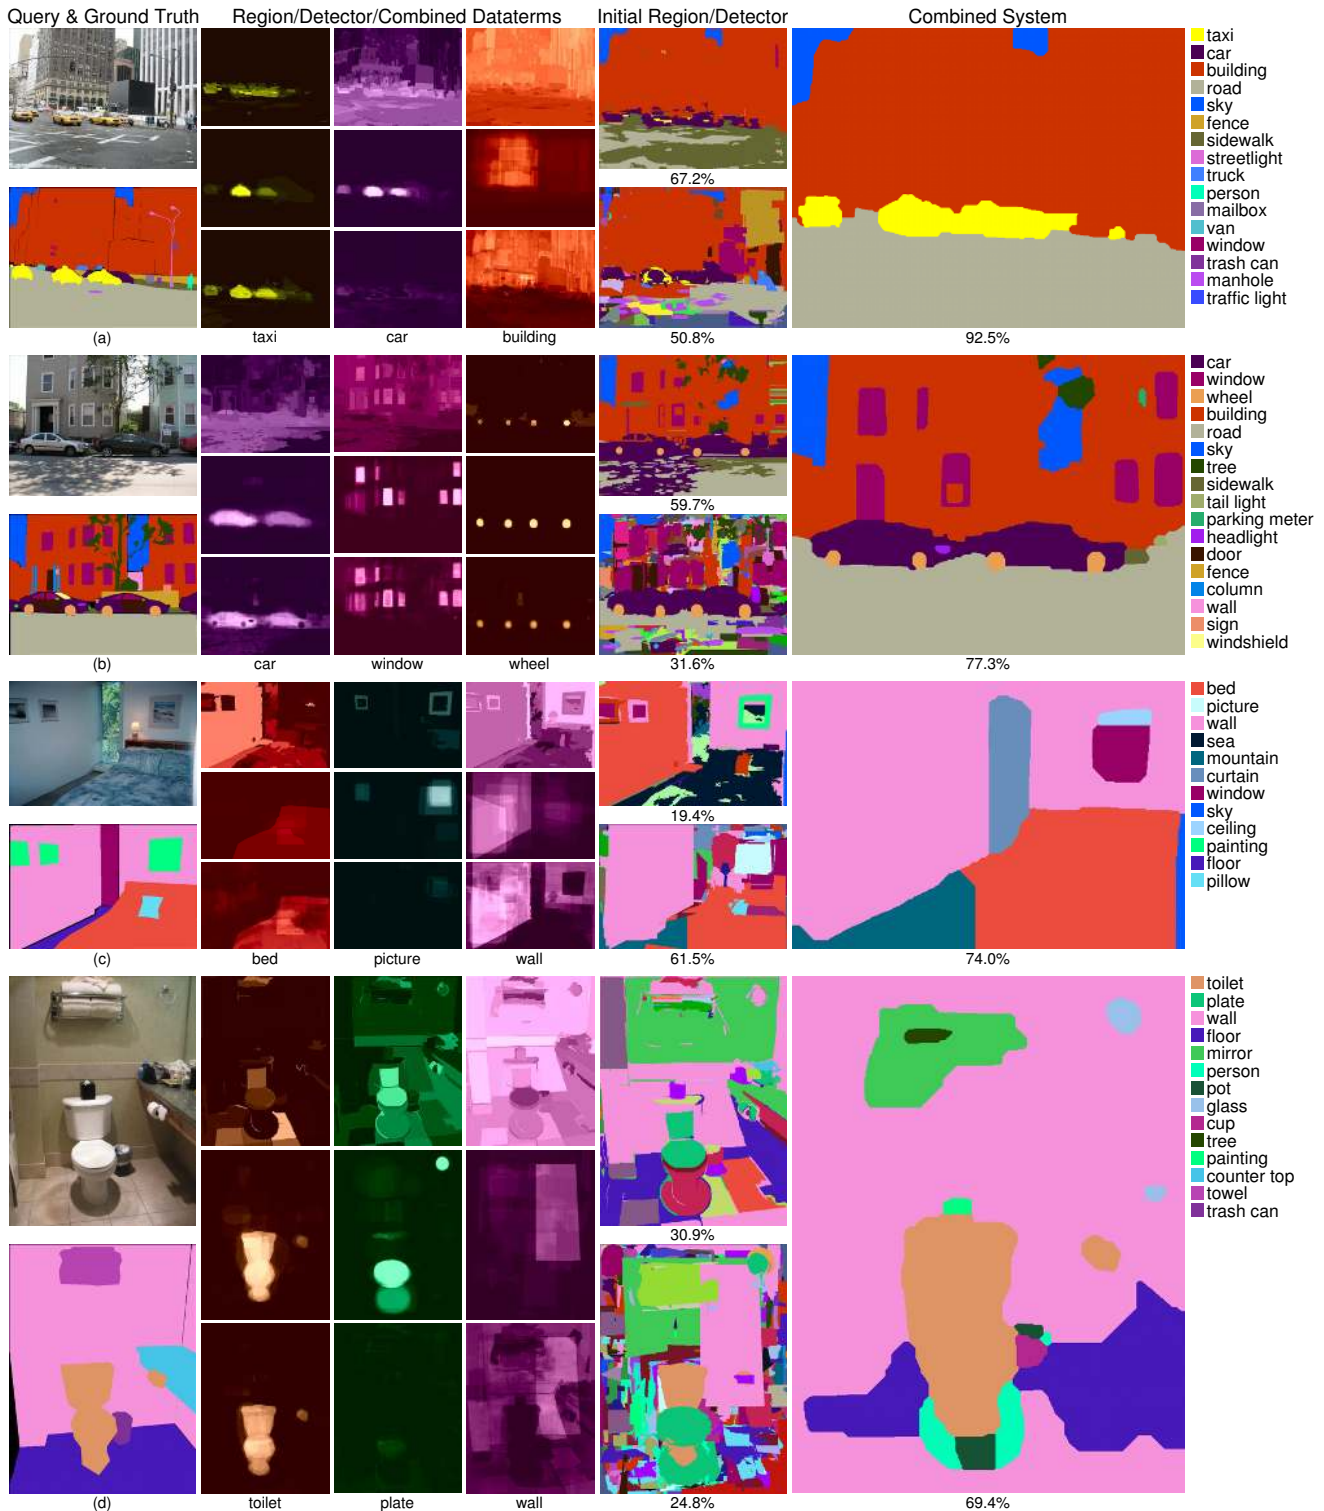 Query & Ground Truth
Region/Detector/Combined Dataterms
Initial Region/Detector
Combined System
67.2%
(a)
taxi
car
building
50.8%
92.5%
taxi
car
building
road
sky
fence
sidewalk
streetlight
truck
person
mailbox
van
window
trash can
manhole
traffic light
59.7%
(b)
car
window
wheel
31.6%
77.3%
car
window
wheel
building
road
sky
tree
sidewalk
tail light
parking meter
headlight
door
fence
column
wall
sign
windshield
19.4%
(c)
bed
picture
wall
61.5%
74.0%
bed
picture
wall
sea
mountain
curtain
window
sky
ceiling
painting
floor
pillow
30.9%
(d)
toilet
plate
wall
24.8%
69.4%
toilet
plate
wall
floor
mirror
person
pot
glass
cup
tree
painting
counter top
towel
trash can